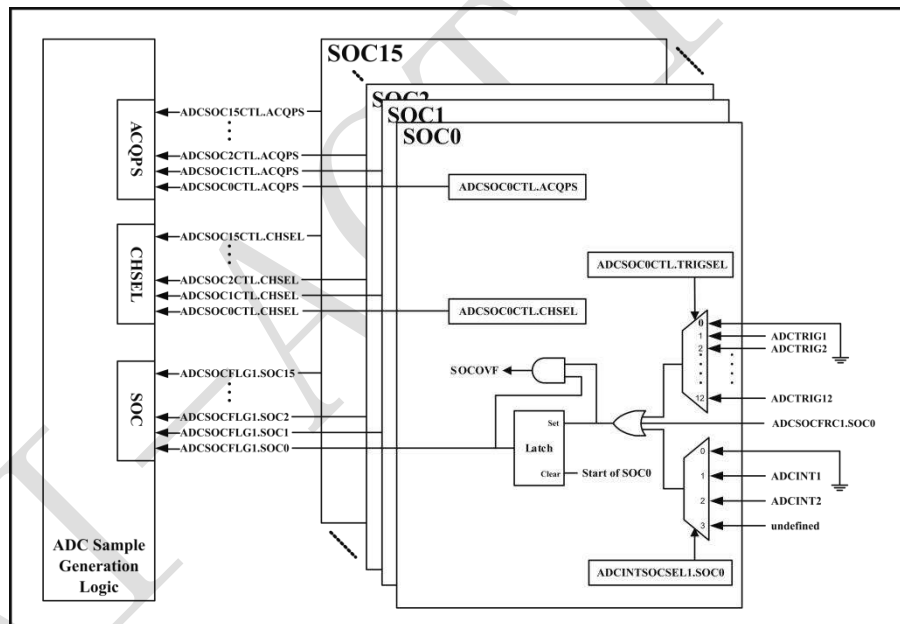 SOC15
SOC2
SOC1
SOC0
ACQPS
ADCSOC15CTL.ACQPS
ADCSOC2CTL.ACQPS
ADCSOC1CTL.ACQPS
ADCSOC0CTL.ACQPS
ADCSOC0CTL.ACQPS
CHSEL
ADCSOC15CTL.CHSEL
ADCSOC2CTL.CHSEL
ADCSOC1CTL.CHSEL
ADCSOC0CTL.CHSEL
ADCSOC0CTL.CHSEL
ADCSOC0CTL.TRIGSEL
0
1
2
12
ADCTRIG1
ADCTRIG2
ADCTRIG12
SOC
ADCSOCFLG1.SOC15
ADCSOCFLG1.SOC2
ADCSOCFLG1.SOC1
ADCSOCFLG1.SOC0
SOCOVF
Set
Latch
Clear
Start of SOC0
ADCSOCFRC1.SOC0
0
1
2
3
ADCINT1
ADCINT2
undefined
ADCINTSOCSEL1.SOC0
ADC Sample
Generation
Logic